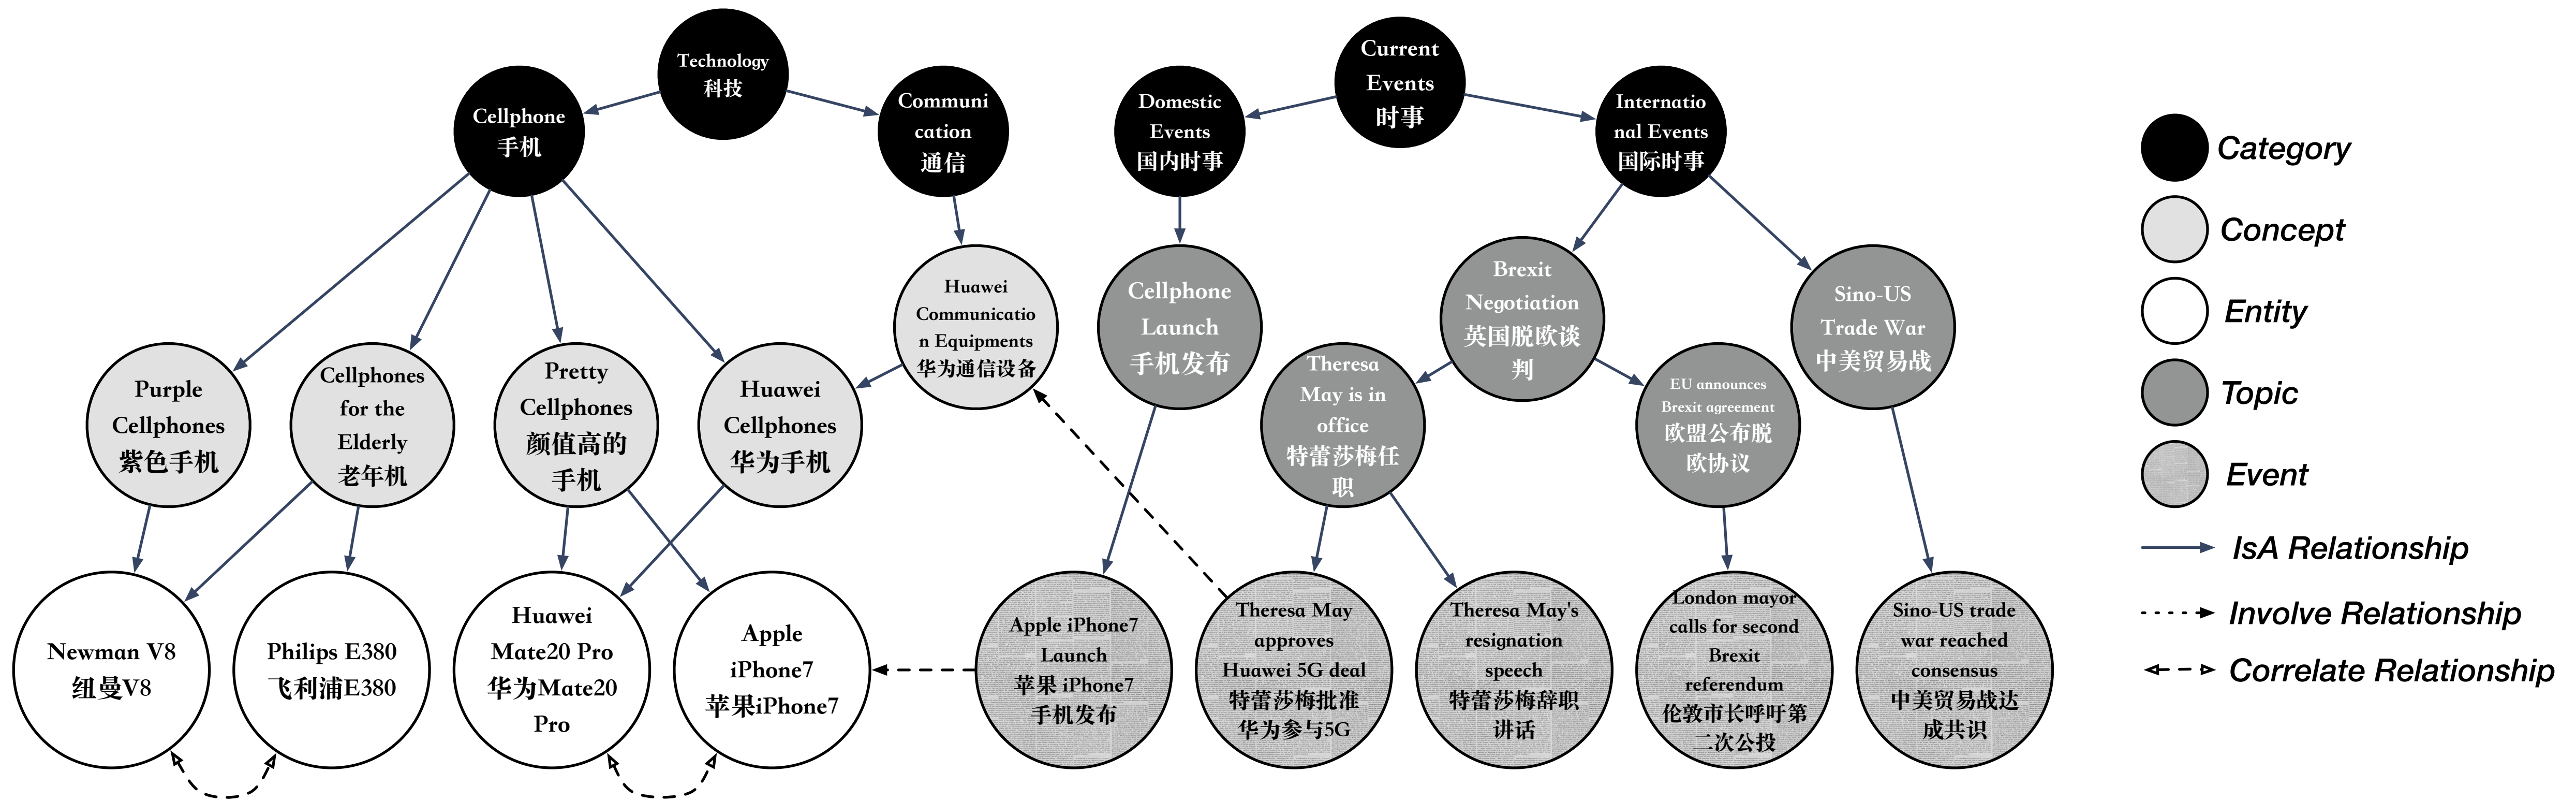 Technology
科技
Cellphone
手机
Communi
cation
通信
Current
Events
时事
Domestic
Events
国内时事
Internatio
nal Events
国际时事
Huawei
Communicatio
n Equipments
华为通信设备
Cellphone
Launch
手机发布
Brexit
Negotiation
英国脱欧谈
判
Sino-US
Trade War
中美贸易战
Purple
Cellphones
紫色手机
Cellphones
for the
Elderly
老年机
Pretty
Cellphones
颜值高的
手机
Huawei
Cellphones
华为手机
Theresa
May is in
office
特蕾莎梅任
职
EU announces
Brexit agreement
欧盟公布脱
欧协议
Newman V8
纽曼V8
Philips E380
飞利浦E380
Huawei
Mate20 Pro
华为Mate20
Pro
Apple
iPhone7
苹果iPhone7
Apple iPhone7
Launch
苹果 iPhone7
手机发布
Theresa May
approves
Huawei 5G deal
特蕾莎梅批准
华为参与5G
Theresa May's
resignation
speech
特蕾莎梅辞职
讲话
London mayor
calls for second
Brexit
referendum
伦敦市长呼吁第
二次公投
Sino-US trade
war reached
consensus
中美贸易战达
成共识
Category
Concept
Entity
Topic
Event
IsA Relationship
Involve Relationship
Correlate Relationship